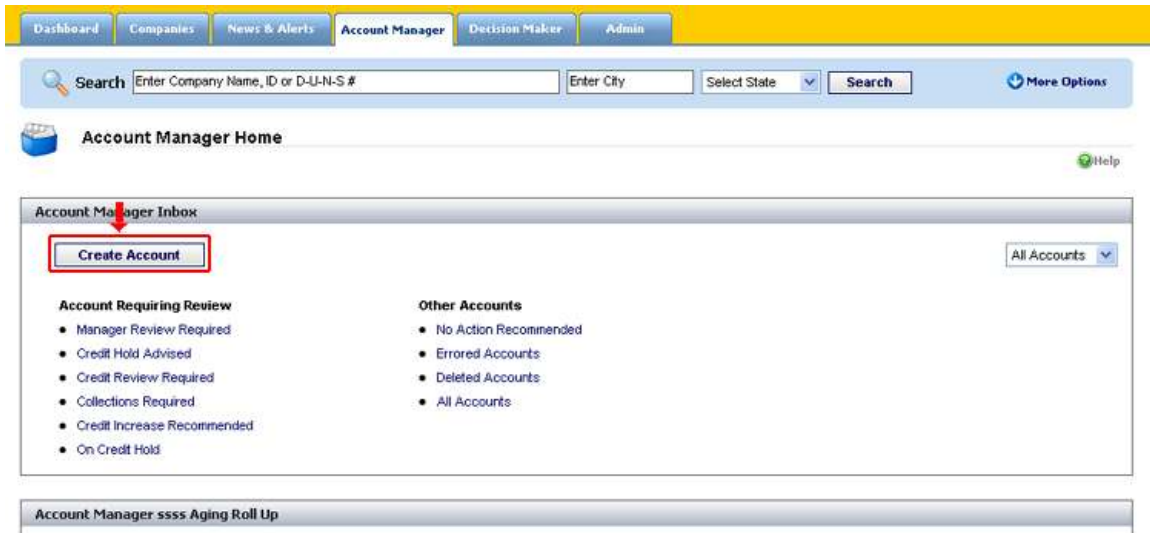 Dashboard Companies News & Alerts Account Manager Decision Maker Admin
Search Enter Company Name, ID or D-U-N-S # Enter City Select State Search More Options
Account Manager Home
Help
Account Manager Inbox
Create Account All Accounts
Account Requiring Review Other Accounts
• Manager Review Required • No Action Recommended
• Credit Hold Advised • Errored Accounts
• Credit Review Required • Deleted Accounts
• Collections Required • All Accounts
• Credit Increase Recommended
• On Credit Hold
Account Manager ssss Aging Roll Up